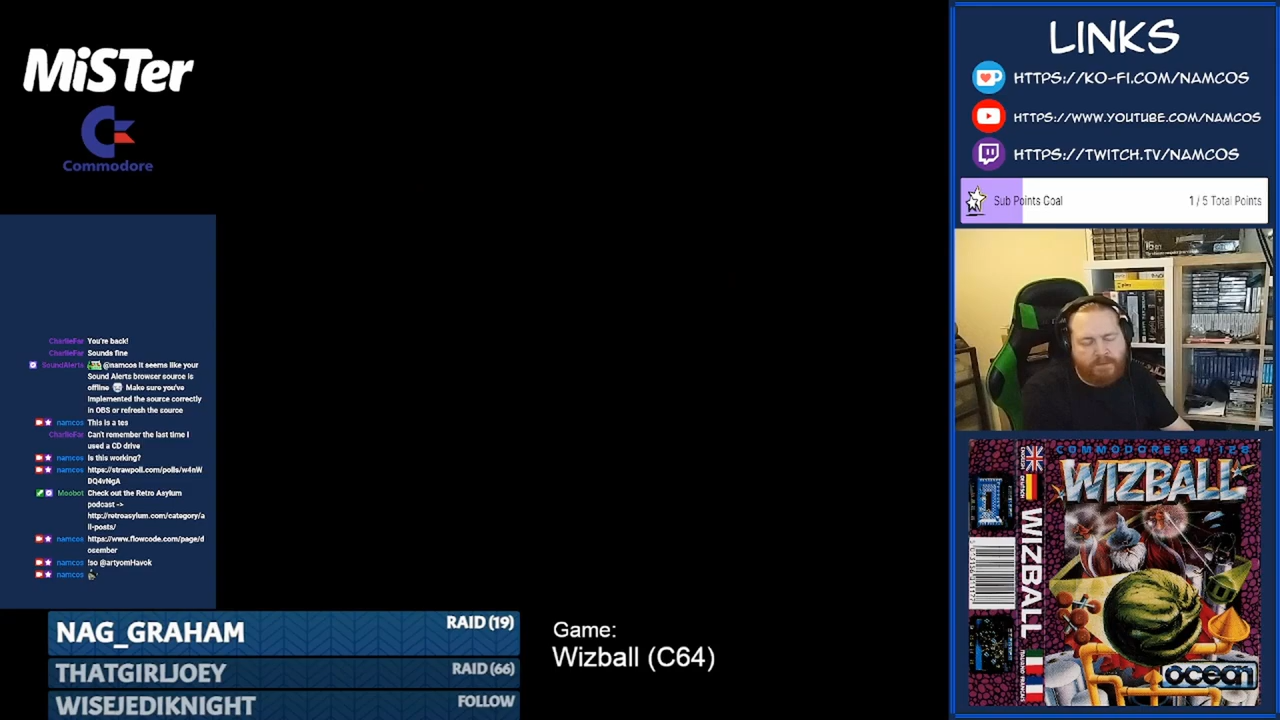 MiSTer
Commodore
CharlieFar You're back!
CharlieFar Sounds fine
SoundAlerts @namcos It seems like your
Sound Alerts browser source is
offline Make sure you've
implemented the source correctly
in OBS or refresh the source
namcos This is a tes
CharlieFar Can't remember the last time I
used a CD drive
namcos Is this working?
namcos https://strawpoll.com/polls/w4nW
DQ4vNgA
Moobot Check out the Retro Asylum
podcast ->
http://retroasylum.com/category/a
ll-posts/
namcos https://www.flowcode.com/page/d
osember
namcos !so @artyomHavok
namcos
NAG_GRAHAM RAID (19)
THATGIRLJOEY RAID (66)
WISEJEDIKNIGHT FOLLOW
Game:
Wizball (C64)
LINKS
HTTPS://KO-FI.COM/NAMCOS
HTTPS://WWW.YOUTUBE.COM/NAMCOS
HTTPS://TWITCH.TV/NAMCOS
Sub Points Goal 1 / 5 Total Points
COMMODORE 64/128
WIZBALL
WIZBALL
ocean